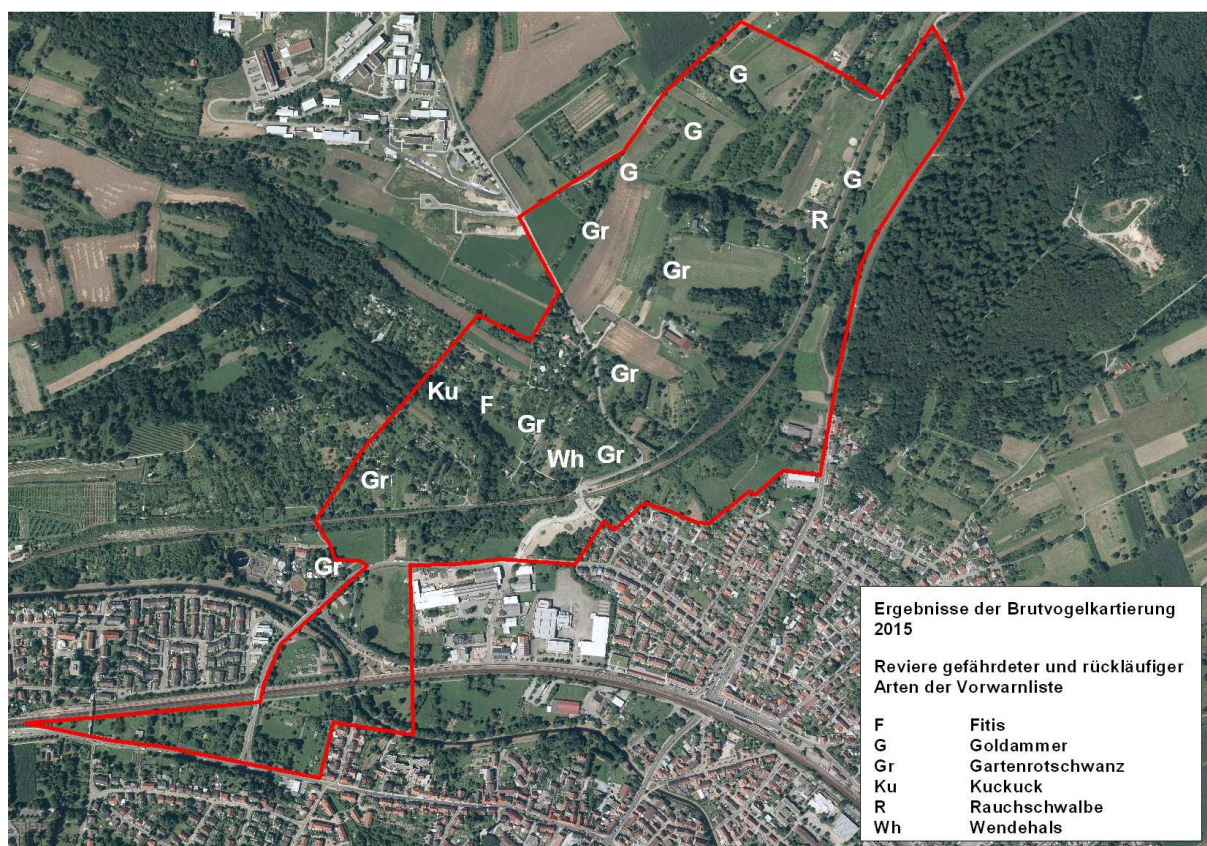 G
G
G
G
Gr
R
Gr
Gr
Ku
F
Gr
Wh
Gr
Gr
Gr
Ergebnisse der Brutvogelkartierung
2015
Reviere gefährdeter und rückläufiger
Arten der Vorwarnliste
F Fitis
G Goldammer
Gr Gartenrotschwanz
Ku Kuckuck
R Rauchschwalbe
Wh Wendehals